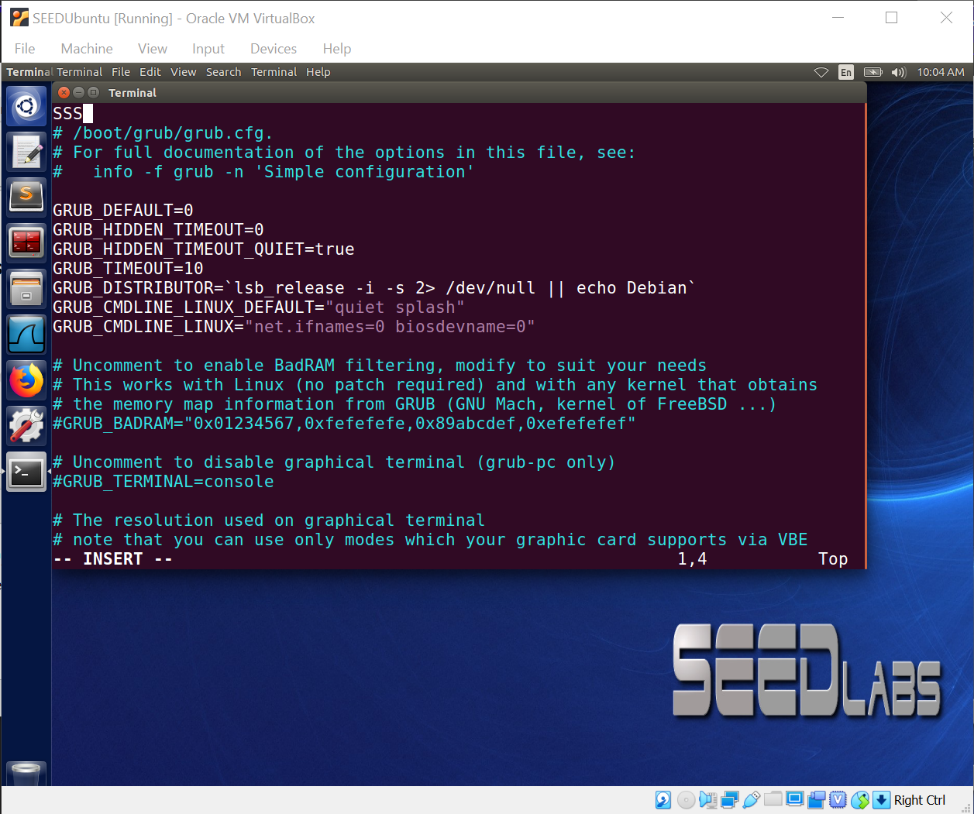 SEEDUbuntu [Running] - Oracle VM VirtualBox
File Machine View Input Devices Help
Terminal Terminal File Edit View Search Terminal Help En 10:04 AM
Terminal
SSS
# /boot/grub/grub.cfg.
# For full documentation of the options in this file, see:
#   info -f grub -n 'Simple configuration'
GRUB_DEFAULT=0
GRUB_HIDDEN_TIMEOUT=0
GRUB_HIDDEN_TIMEOUT_QUIET=true
GRUB_TIMEOUT=10
GRUB_DISTRIBUTOR=`lsb_release -i -s 2> /dev/null || echo Debian`
GRUB_CMDLINE_LINUX_DEFAULT="quiet splash"
GRUB_CMDLINE_LINUX="net.ifnames=0 biosdevname=0"
# Uncomment to enable BadRAM filtering, modify to suit your needs
# This works with Linux (no patch required) and with any kernel that obtains
# the memory map information from GRUB (GNU Mach, kernel of FreeBSD ...)
#GRUB_BADRAM="0x01234567,0xfefefefe,0x89abcdef,0xefefefef"
# Uncomment to disable graphical terminal (grub-pc only)
#GRUB_TERMINAL=console
# The resolution used on graphical terminal
# note that you can use only modes which your graphic card supports via VBE
-- INSERT -- 1,4 Top
SEEDLABS
Right Ctrl